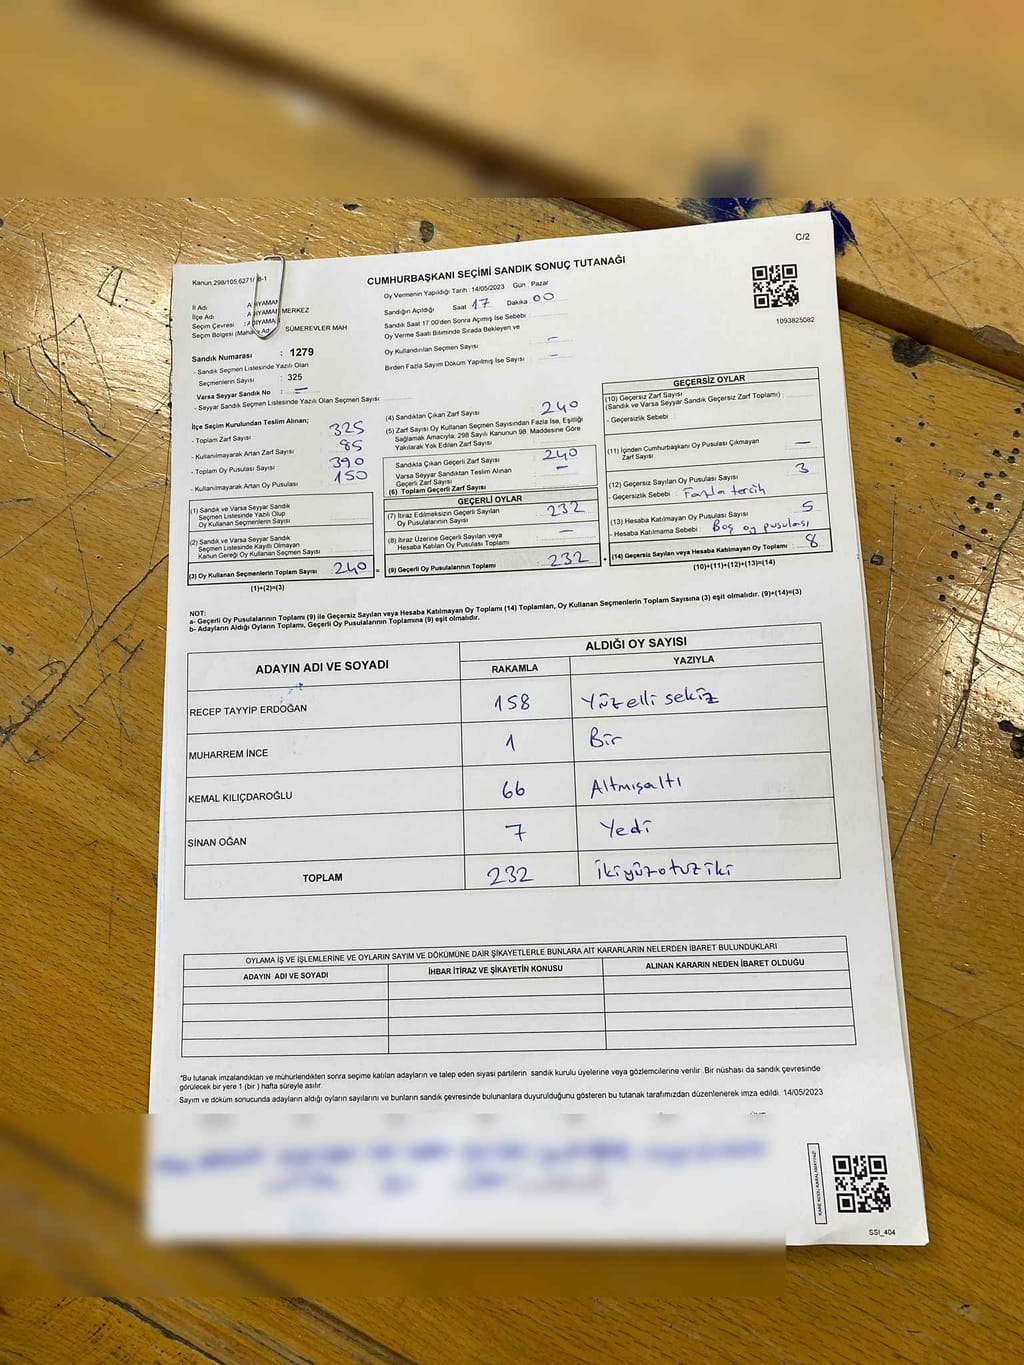 C/2
Kanun,298/105,6271/ B-1
CUMHURBAŞKANI SEÇİMİ SANDIK SONUÇ TUTANAĞI
Oy Vermenin Yapıldığı Tarih : 14/05/2023 Gün : Pazar
İl Adı : ADIYAMAN
İlçe Adı : ADIYAMAN MERKEZ
Seçim Çevresi : ADIYAMAN
Seçim Bölgesi (Mahalle Adı) : SÜMEREVLER MAH
Sandığın Açıldığı Saat 17 Dakika 00
Sandık Saat 17 00'den Sonra Açımış İse Sebebi :
Oy Verme Saati Bitiminde Sırada Bekleyen ve
Oy Kullandırılan Seçmen Sayısı : —
Birden Fazla Sayım Döküm Yapılmış İse Sayısı : —
1093825082
Sandık Numarası : 1279
- Sandık Seçmen Listesinde Yazılı Olan
Seçmenlerin Sayısı : 325
Varsa Seyyar Sandık No : —
- Seyyar Sandık Seçmen Listesinde Yazılı Olan Seçmen Sayısı
İlçe Seçim Kurulundan Teslim Alınan;
- Toplam Zarf Sayısı 325
- Kullanılmayarak Artan Zarf Sayısı 85
- Toplam Oy Pusulası Sayısı 390
- Kullanılmayarak Artan Oy Pusulası 150
(1) Sandık ve Varsa Seyyar Sandık
Seçmen Listesinde Yazılı Olup
Oy Kullanan Seçmenlerin Sayısı
(2) Sandık ve Varsa Seyyar Sandık
Seçmen Listesinde Kayıtlı Olmayan
Kanun Gereği Oy Kullanan Seçmen Sayısı
(3) Oy Kullanan Seçmenlerin Toplam Sayısı 240 =
(1)+(2)=(3)
(4) Sandıktan Çıkan Zarf Sayısı 240
(5) Zarf Sayısı Oy Kullanan Seçmen Sayısından Fazla İse, Eşitliği
Sağlamak Amacıyla, 298 Sayılı Kanunun 98. Maddesine Göre
Yakılarak Yok Edilen Zarf Sayısı
Sandıkta Çıkan Geçerli Zarf Sayısı 240
Varsa Seyyar Sandıktan Teslim Alınan
Geçerli Zarf Sayısı —
(6) Toplam Geçerli Zarf Sayısı
GEÇERLİ OYLAR
(7) İtiraz Edilmeksizin Geçerli Sayılan
Oy Pusulalarının Sayısı 232
(8) İtiraz Üzerine Geçerli Sayılan veya
Hesaba Katılan Oy Pusulası Toplamı —
(9) Geçerli Oy Pusulalarının Toplamı 232 +
GEÇERSİZ OYLAR
(10) Geçersiz Zarf Sayısı
(Sandık ve Varsa Seyyar Sandık Geçersiz Zarf Toplamı) :
- Geçersizlik Sebebi :
(11) İçinden Cumhurbaşkanı Oy Pusulası Çıkmayan
Zarf Sayısı —
(12) Geçersiz Sayılan Oy Pusulası Sayısı 3
- Geçersizlik Sebebi : Fazla tercih
(13) Hesaba Katılmayan Oy Pusulası Sayısı 5
- Hesaba Katılmama Sebebi : Boş oy pusulası
(14) Geçersiz Sayılan veya Hesaba Katılmayan Oy Toplamı : 8
(10)+(11)+(12)+(13)=(14)
NOT:
a- Geçerli Oy Pusulalarının Toplamı (9) ile Geçersiz Sayılan veya Hesaba Katılmayan Oy Toplamı (14) Toplamları, Oy Kullanan Seçmenlerin Toplam Sayısına (3) eşit olmalıdır. (9)+(14)=(3)
b- Adayların Aldığı Oyların Toplamı, Geçerli Oy Pusulalarının Toplamına (9) eşit olmalıdır.
ADAYIN ADI VE SOYADI
ALDIĞI OY SAYISI
RAKAMLA YAZIYLA
RECEP TAYYİP ERDOĞAN 158 Yüzelli sekiz
MUHARREM İNCE 1 Bir
KEMAL KILIÇDAROĞLU 66 Altmışaltı
SİNAN OĞAN 7 Yedi
TOPLAM 232 ikiyüzotuziki
OYLAMA İŞ VE İŞLEMLERİNE VE OYLARIN SAYIM VE DÖKÜMÜNE DAİR ŞİKAYETLERLE BUNLARA AİT KARARLARIN NELERDEN İBARET BULUNDUKLARI
ADAYIN ADI VE SOYADI İHBAR İTİRAZ VE ŞİKAYETİN KONUSU ALINAN KARARIN NEDEN İBARET OLDUĞU
*Bu tutanak imzalandıktan ve mühürlendikten sonra seçime katılan adayların ve talep eden siyasi partilerin sandık kurulu üyelerine veya gözlemcilerine verilir .Bir nüshası da sandık çevresinde
görülecek bir yere 1 (bir ) hafta süreyle asılır.
Sayım ve döküm sonucunda adayların aldığı oyların sayılarını ve bunların sandık çevresinde bulunanlara duyurulduğunu gösteren bu tutanak tarafımızdan düzenlenerek imza edildi. 14/05/2023
KARE KODU KARALAMAYINIZ!
SSI_404